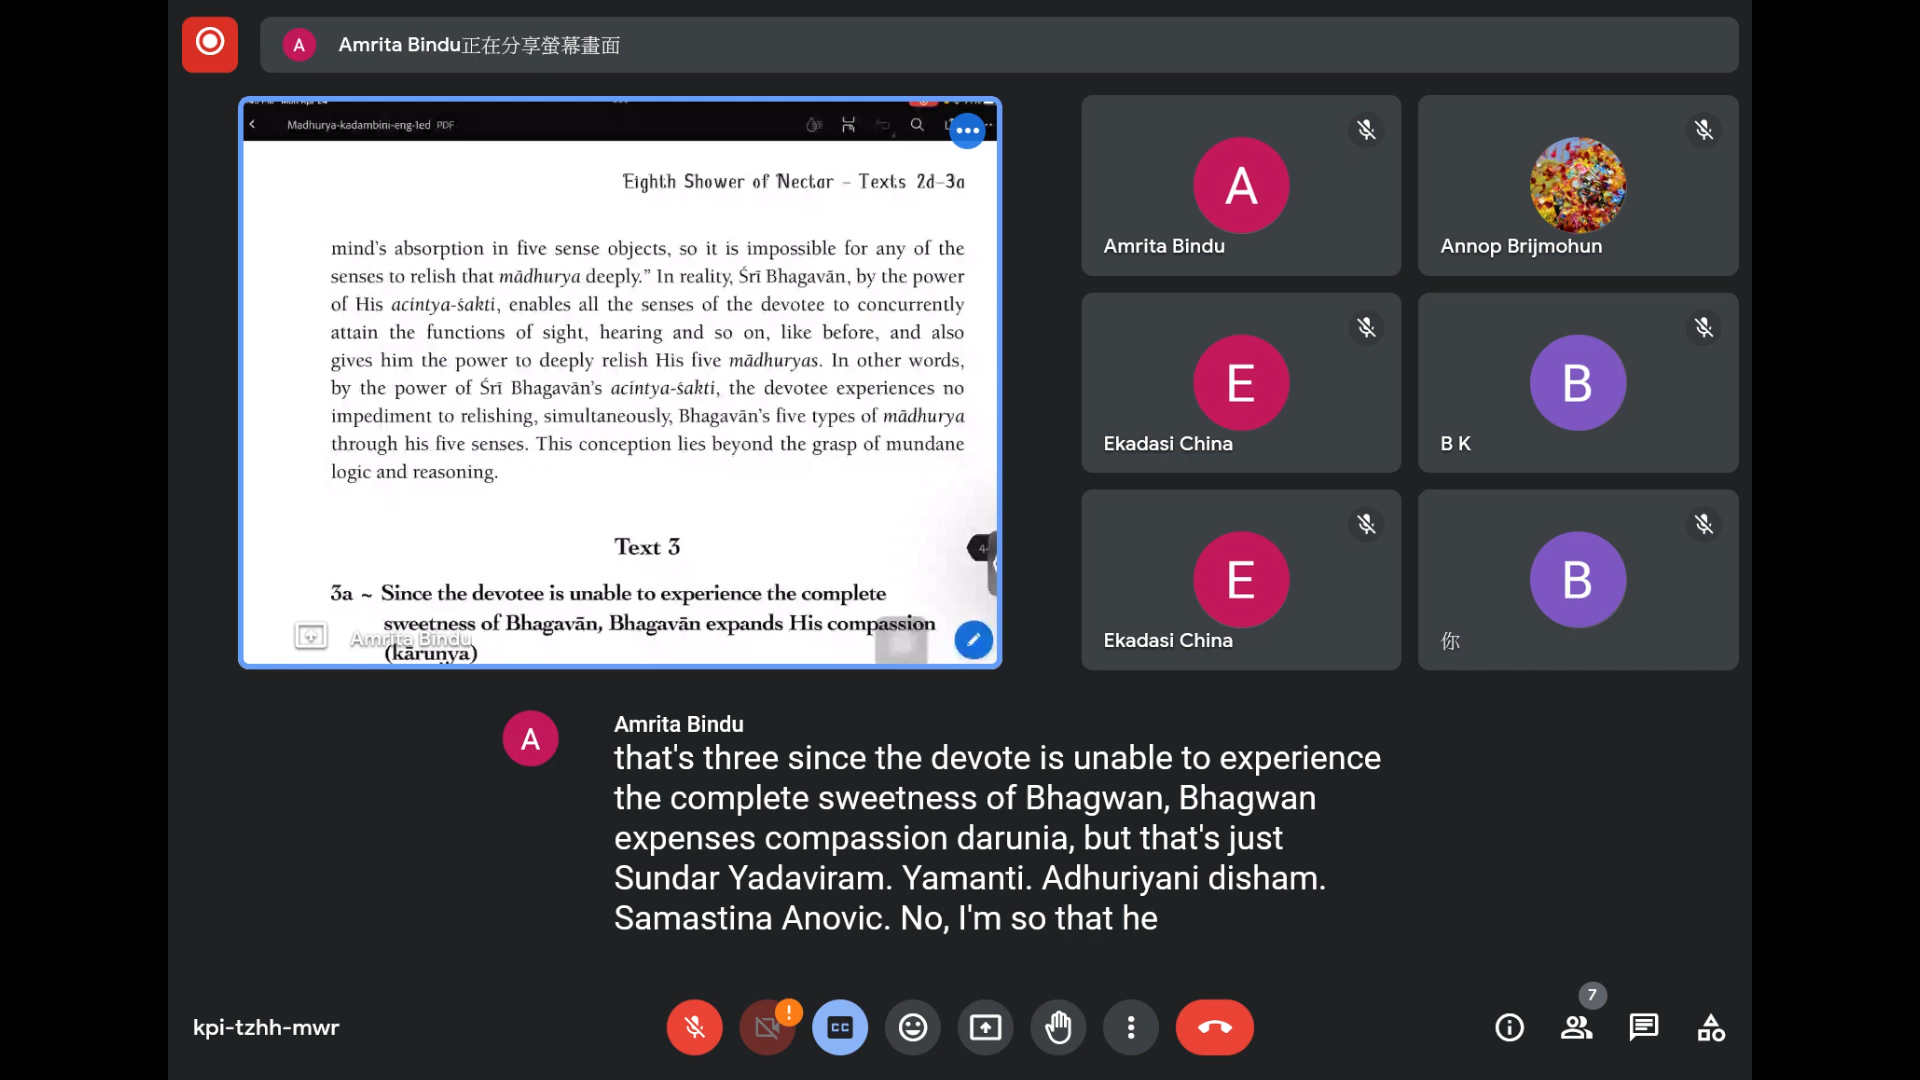 A
Amrita Bindu正在分享螢幕畫面
Madhurya-kadambini-eng-1ed PDF
Eighth Shower of Nectar – Texts 2d–3a
mind's absorption in five sense objects, so it is impossible for any of the
senses to relish that mādhurya deeply.” In reality, Śrī Bhagavān, by the power
of His acintya-śakti, enables all the senses of the devotee to concurrently
attain the functions of sight, hearing and so on, like before, and also
gives him the power to deeply relish His five mādhuryas. In other words,
by the power of Śrī Bhagavān's acintya-śakti, the devotee experiences no
impediment to relishing, simultaneously, Bhagavān's five types of mādhurya
through his five senses. This conception lies beyond the grasp of mundane
logic and reasoning.
Text 3
3a ~ Since the devotee is unable to experience the complete
sweetness of Bhagavān, Bhagavān expands His compassion
(kāruṇya)
Amrita Bindu
A
Amrita Bindu
Annop Brijmohun
E
Ekadasi China
B
B K
E
Ekadasi China
B
你
A
Amrita Bindu
that's three since the devote is unable to experience
the complete sweetness of Bhagwan, Bhagwan
expenses compassion darunia, but that's just
Sundar Yadaviram. Yamanti. Adhuriyani disham.
Samastina Anovic. No, I'm so that he
kpi-tzhh-mwr
!
CC
7